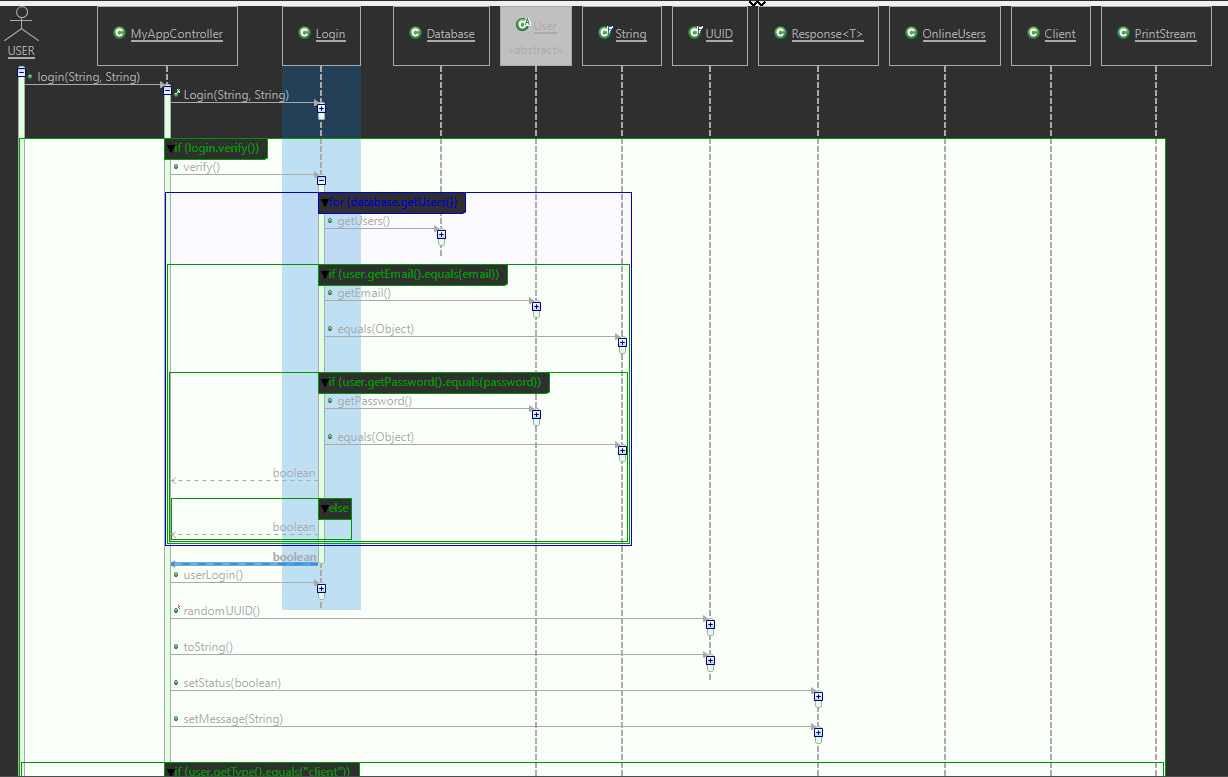 USER
MyAppController
Login
Database
User
«abstract»
String
UUID
Response<T>
OnlineUsers
Client
PrintStream
login(String, String)
Login(String, String)
if (login.verify())
verify()
for (database.getUsers())
getUsers()
if (user.getEmail().equals(email))
getEmail()
equals(Object)
if (user.getPassword().equals(password))
getPassword()
equals(Object)
boolean
else
boolean
boolean
userLogin()
randomUUID()
toString()
setStatus(boolean)
setMessage(String)
if (user.getType().equals("client"))